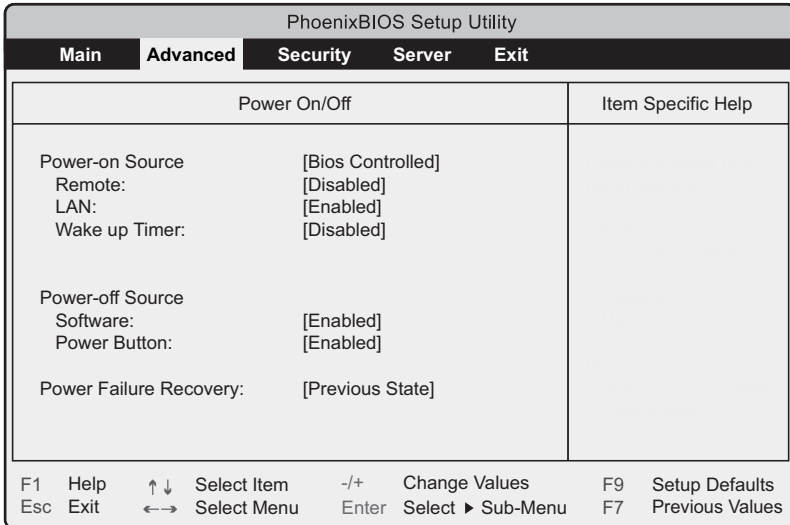 PhoenixBIOS Setup Utility
Main Advanced Security Server Exit
Power On/Off
Item Specific Help
Power-on Source [Bios Controlled]
Remote: [Disabled]
LAN: [Enabled]
Wake up Timer: [Disabled]
Power-off Source
Software: [Enabled]
Power Button: [Enabled]
Power Failure Recovery: [Previous State]
F1 Help ↑↓ Select Item -/+ Change Values F9 Setup Defaults
Esc Exit ←→ Select Menu Enter Select ▶ Sub-Menu F7 Previous Values